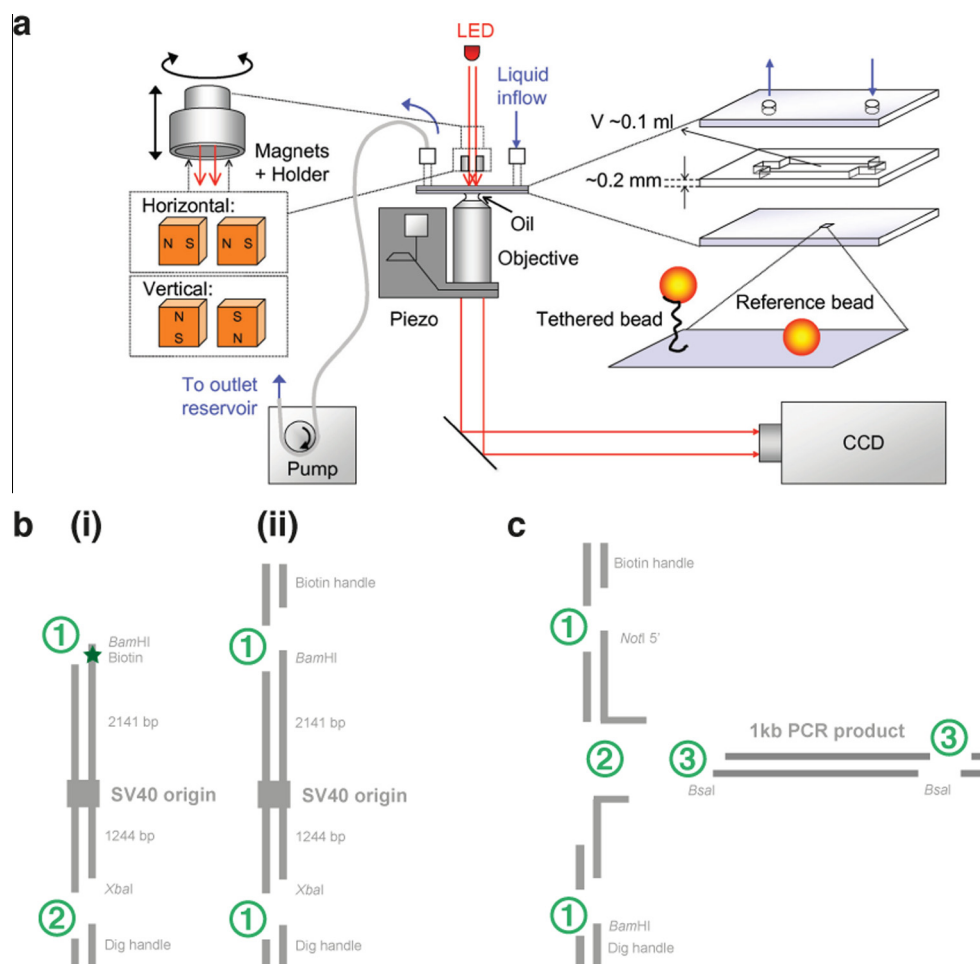 a
LED
Liquid
inflow
V ~0.1 ml
~0.2 mm
Magnets
+ Holder
Horizontal:
N S N S
Vertical:
N S
S N
Oil
Objective
Piezo
Tethered bead
Reference bead
To outlet
reservoir
Pump
CCD
b (i) (ii)
1
BamHI
Biotin
2141 bp
SV40 origin
1244 bp
XbaI
2
Dig handle
Biotin handle
1
BamHI
2141 bp
SV40 origin
1244 bp
XbaI
1
Dig handle
c
Biotin handle
1
NotI 5'
2
1kb PCR product
3
BsaI
3
BsaI
1
BamHI
Dig handle